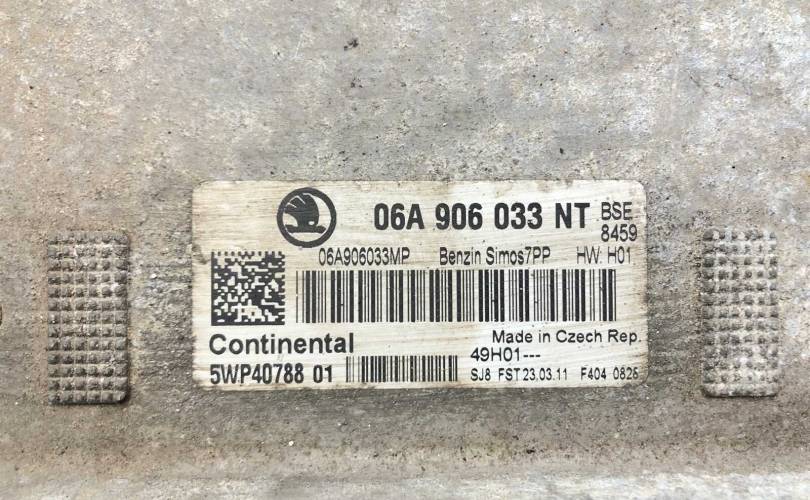 06A 906 033 NT BSE
8459
06A906033MP Benzin Simos7PP HW: H01
Continental Made in Czech Rep.
49H01---
5WP40788 01 SJ8 FST 23.03.11 F404 0825